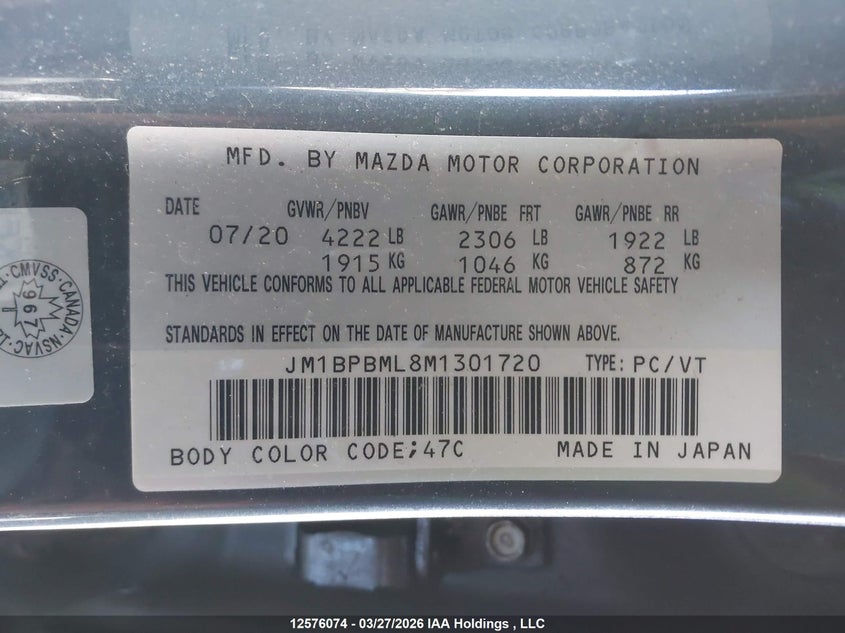 MFD. BY MAZDA MOTOR CORPORATION
DATE GVWR/PNBV GAWR/PNBE FRT GAWR/PNBE RR
07/20 4222 LB 2306 LB 1922 LB
1915 KG 1046 KG 872 KG
THIS VEHICLE CONFORMS TO ALL APPLICABLE FEDERAL MOTOR VEHICLE SAFETY
STANDARDS IN EFFECT ON THE DATE OF MANUFACTURE SHOWN ABOVE.
JM1BPBML8M1301720 TYPE: PC/VT
BODY COLOR CODE;47C MADE IN JAPAN
CMVSS·CANADA·NSVAC
967
12576074 - 03/27/2026 IAA Holdings , LLC